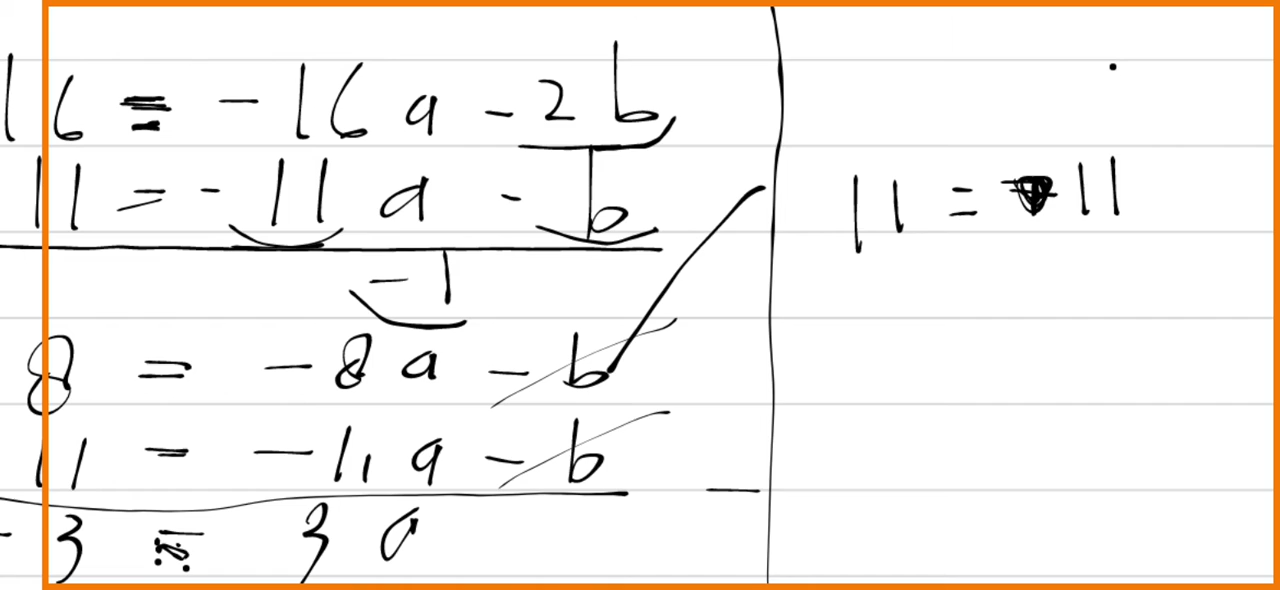 16 = -16a - 2b
11 = -11a - b
-1
8 = -8a - b
11 = -11a - b
-
-3 = 3a
11 = 11